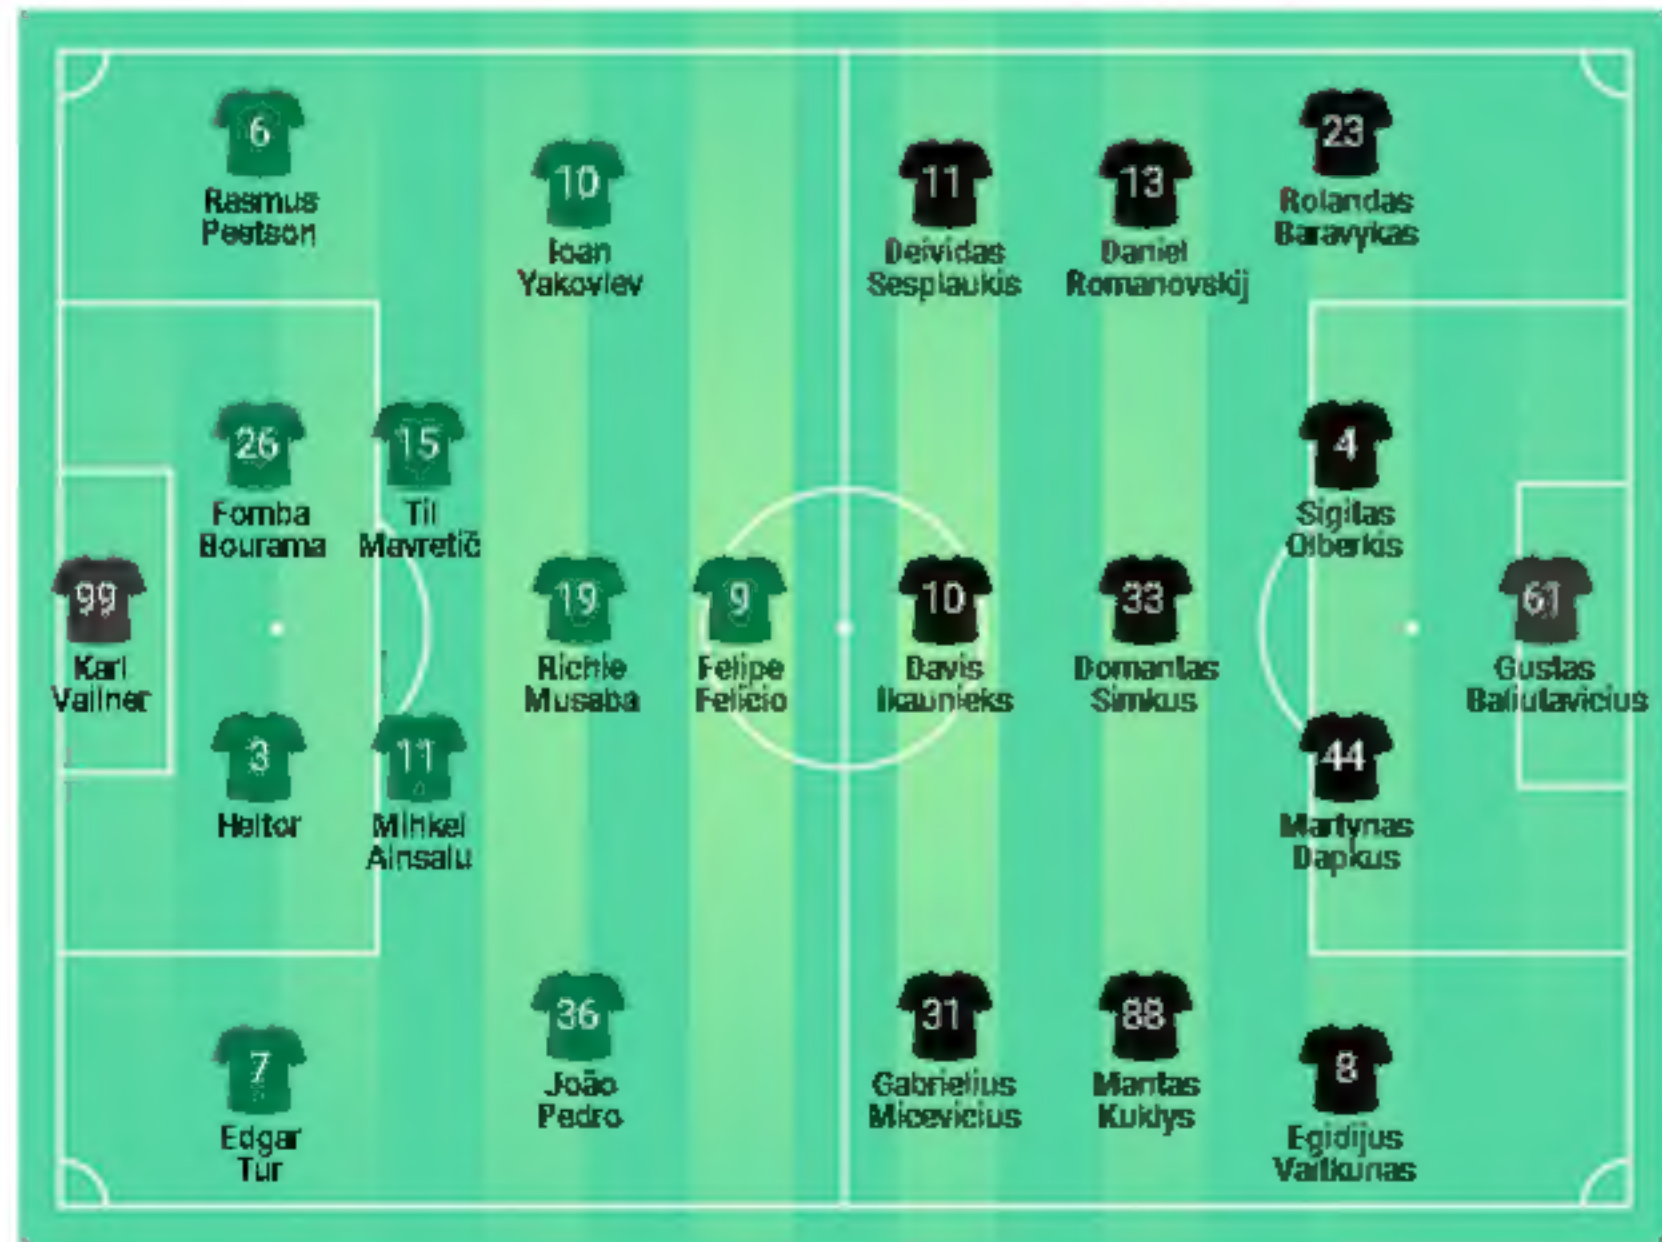 6
Rasmus
Peetson
10
Ioan
Yakovlev
26
Fomba
Bourama
15
Til
Mavretič
99
Karl
Vallner
19
Richie
Musaba
9
Felipe
Felicio
3
Heitor
11
Mihkel
Ainsalu
36
João
Pedro
7
Edgar
Tur
11
Deividas
Sesplaukis
13
Daniel
Romanovskij
23
Rolandas
Baravykas
4
Sigitas
Olberkis
10
Davis
Ikaunieks
33
Domantas
Simkus
61
Gustas
Baliutavicius
44
Martynas
Dapkus
31
Gabrielius
Micevicius
88
Mantas
Kuklys
8
Egidijus
Vaitkunas